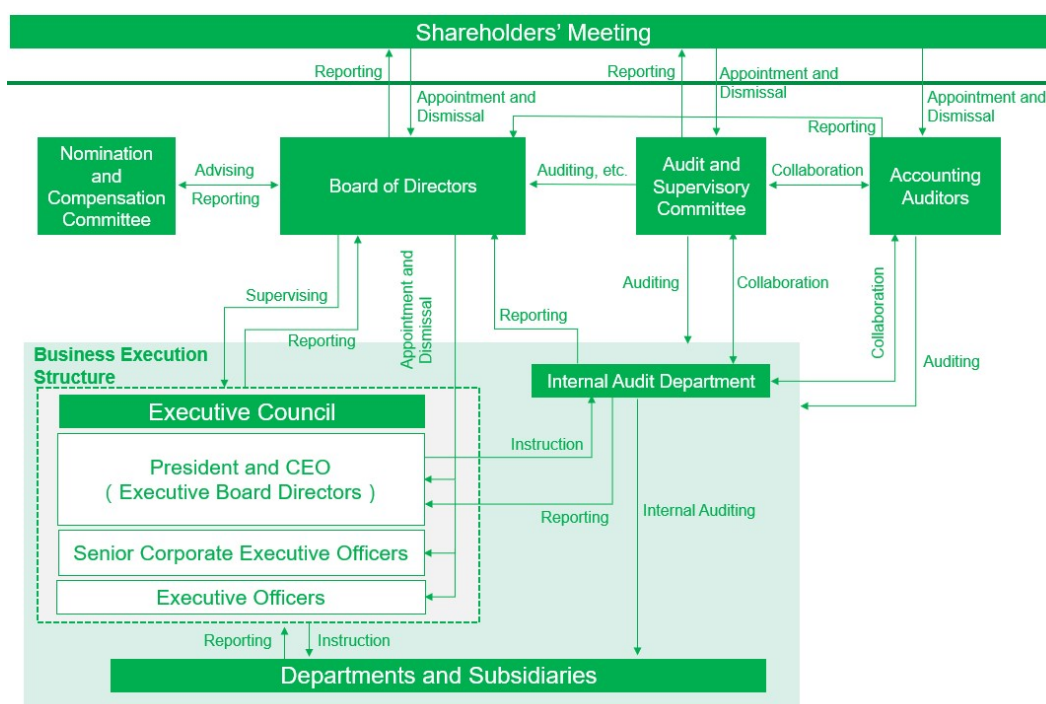 Shareholders' Meeting
Reporting
Appointment and
Dismissal
Reporting
Appointment and
Dismissal
Appointment and
Dismissal
Reporting
Nomination
and
Compensation
Committee
Advising
Reporting
Board of Directors
Auditing, etc.
Audit and
Supervisory
Committee
Collaboration
Accounting
Auditors
Supervising
Reporting
Appointment and
Dismissal
Reporting
Auditing
Collaboration
Collaboration
Auditing
Business Execution
Structure
Internal Audit Department
Executive Council
President and CEO
( Executive Board Directors )
Instruction
Reporting
Internal Auditing
Senior Corporate Executive Officers
Executive Officers
Reporting
Instruction
Departments and Subsidiaries